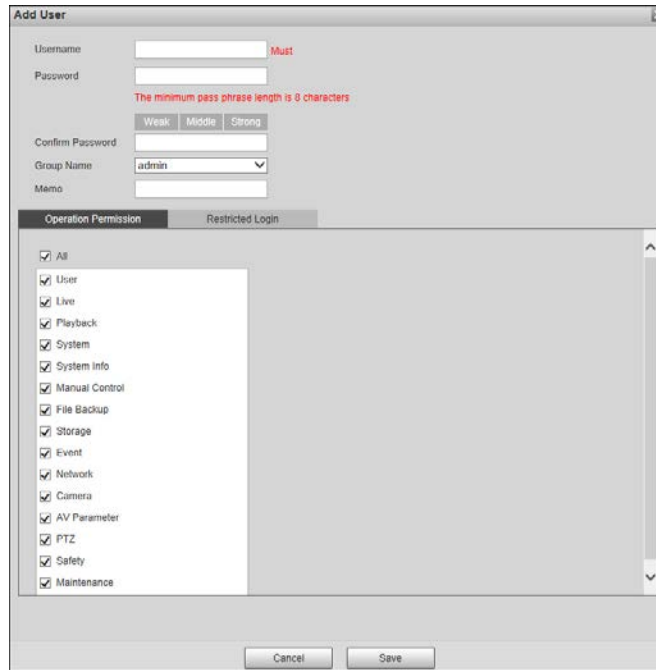 Add User
Username Must
Password
The minimum pass phrase length is 8 characters
Weak Middle Strong
Confirm Password
Group Name admin
Memo
Operation Permission Restricted Login
All
User
Live
Playback
System
System Info
Manual Control
File Backup
Storage
Event
Network
Camera
AV Parameter
PTZ
Safety
Maintenance
Cancel Save